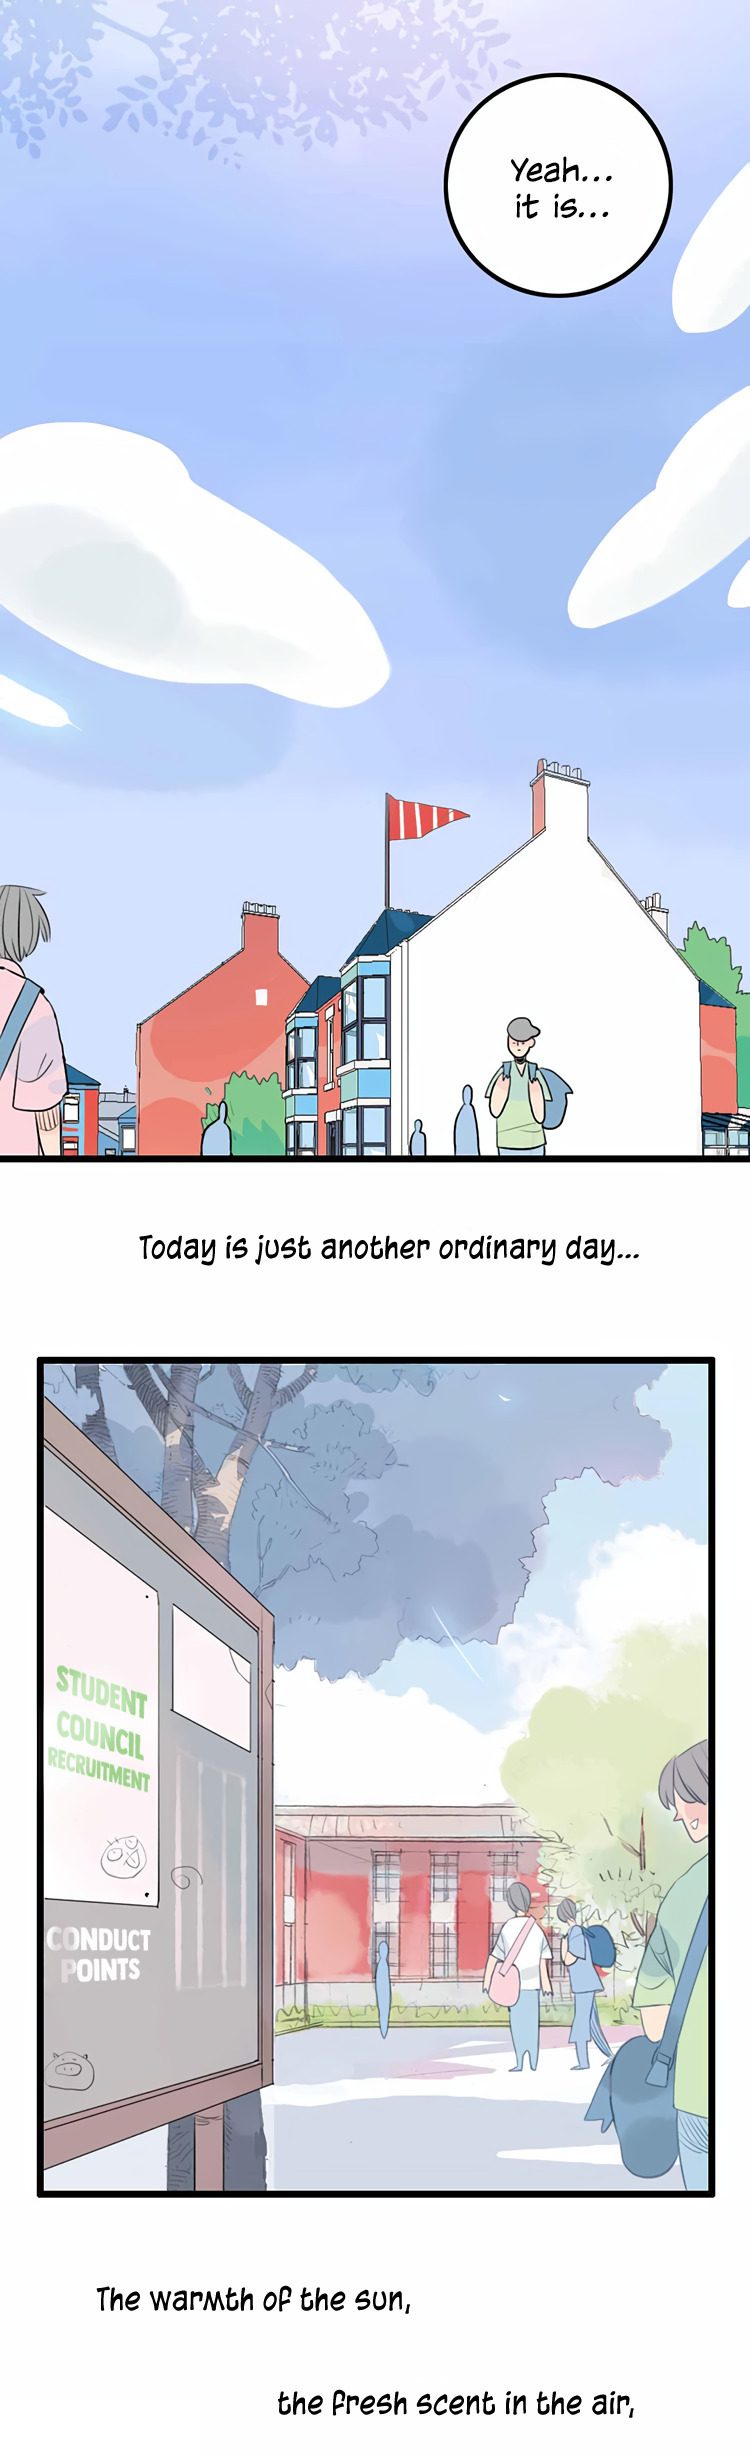 Yeah...
it is...
Today is just another ordinary day...
STUDENT
COUNCIL
RECRUITMENT
CONDUCT
POINTS
The warmth of the sun,
the fresh scent in the air,